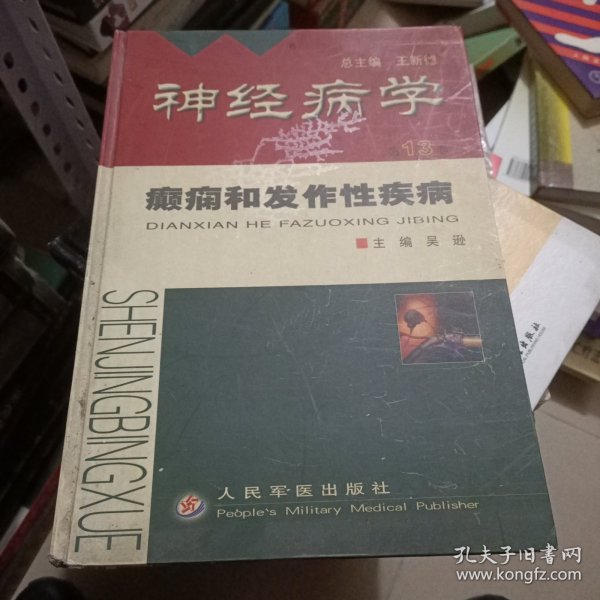 总主编 王新德
神经病学
13
癫痫和发作性疾病
DIANXIAN HE FAZUOXING JIBING
主编 吴逊
SHENJINGBINGXUE
人民军医出版社
People's Military Medical Publisher
孔夫子旧书网
www.kongfz.com